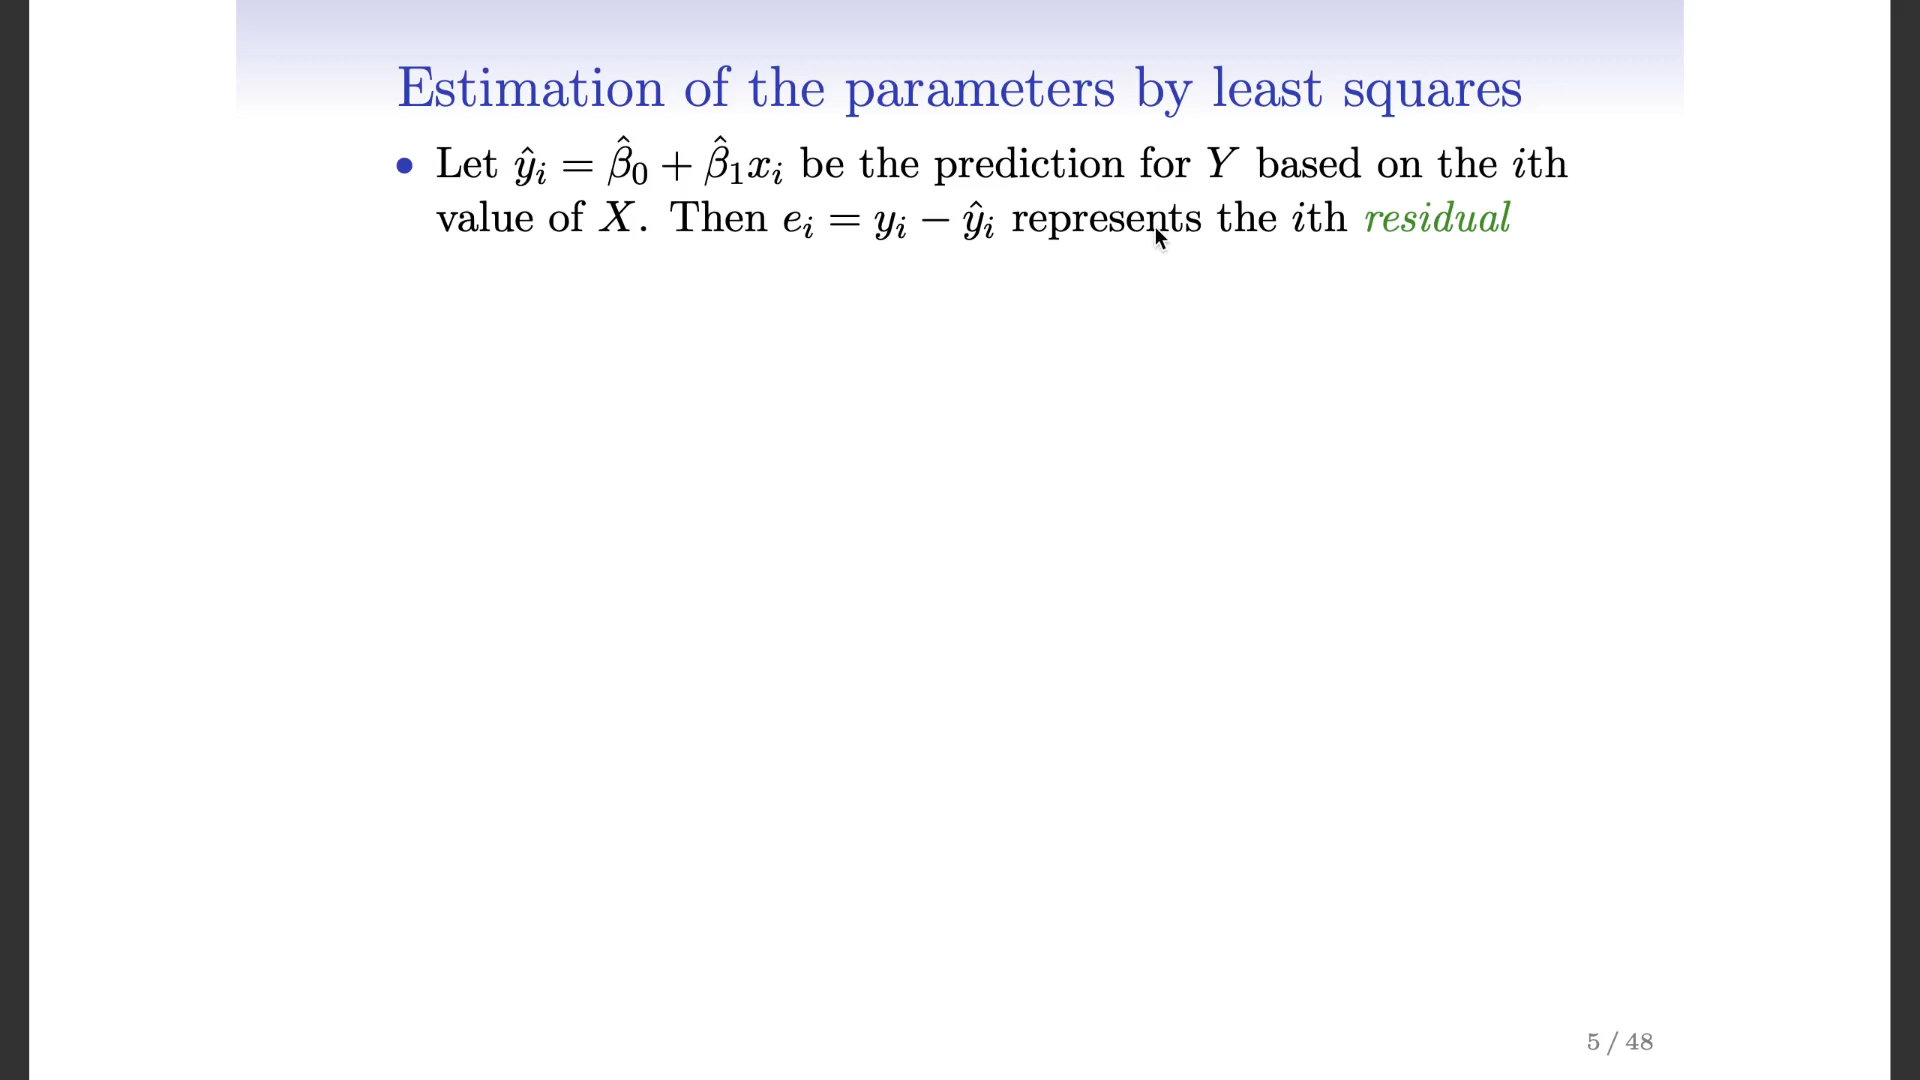 Estimation of the parameters by least squares
• Let ŷᵢ = β̂₀ + β̂₁xᵢ be the prediction for Y based on the ith
value of X. Then eᵢ = yᵢ − ŷᵢ represents the ith residual
5 / 48